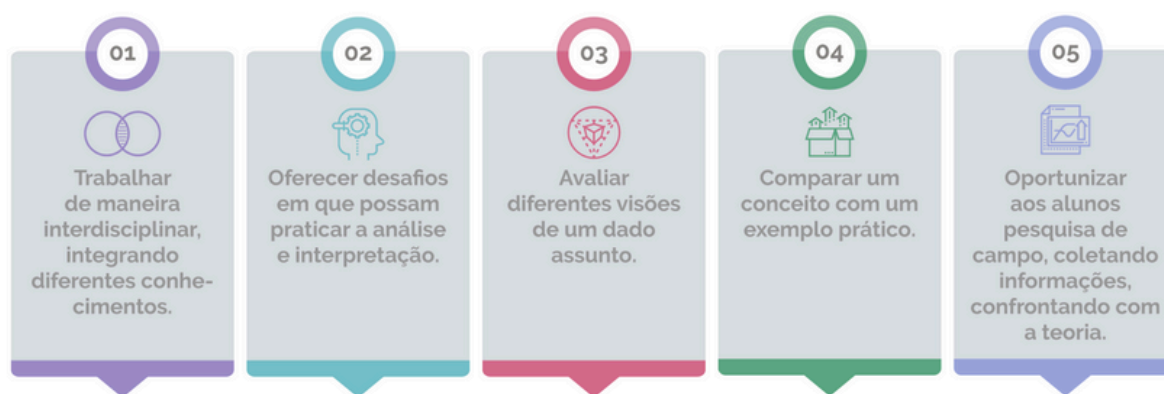 01
Trabalhar
de maneira
interdisciplinar,
integrando
diferentes conhe-
cimentos.
02
Oferecer desafios
em que possam
praticar a análise
e interpretação.
03
Avaliar
diferentes visões
de um dado
assunto.
04
Comparar um
conceito com um
exemplo prático.
05
Oportunizar
aos alunos
pesquisa de
campo, coletando
informações,
confrontando com
a teoria.